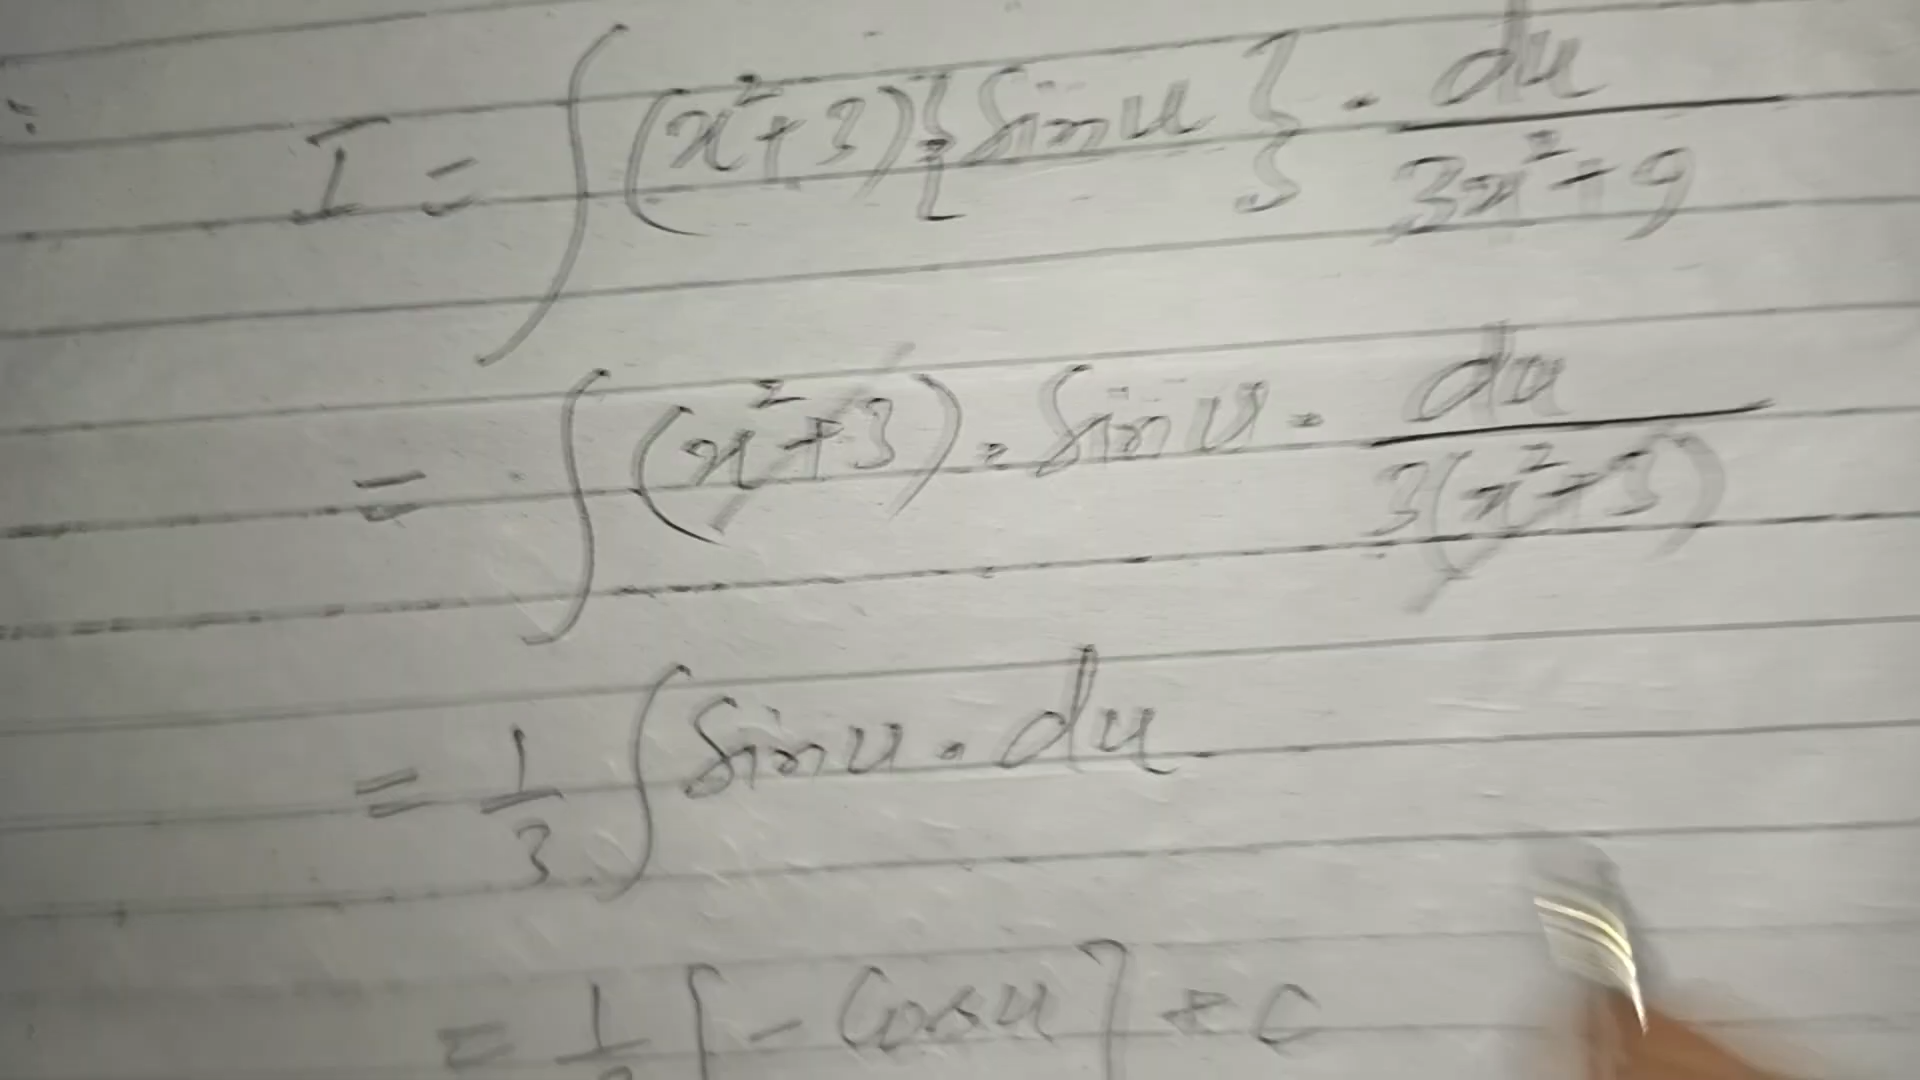 ∴ I = ∫ (x² + 3) { Sin u } · du / 3x² + 9
= ∫ (x² + 3) · Sin u · du / 3(x² + 3)
= 1/3 ∫ Sin u · du
= 1/3 [ - Cos u ] + c